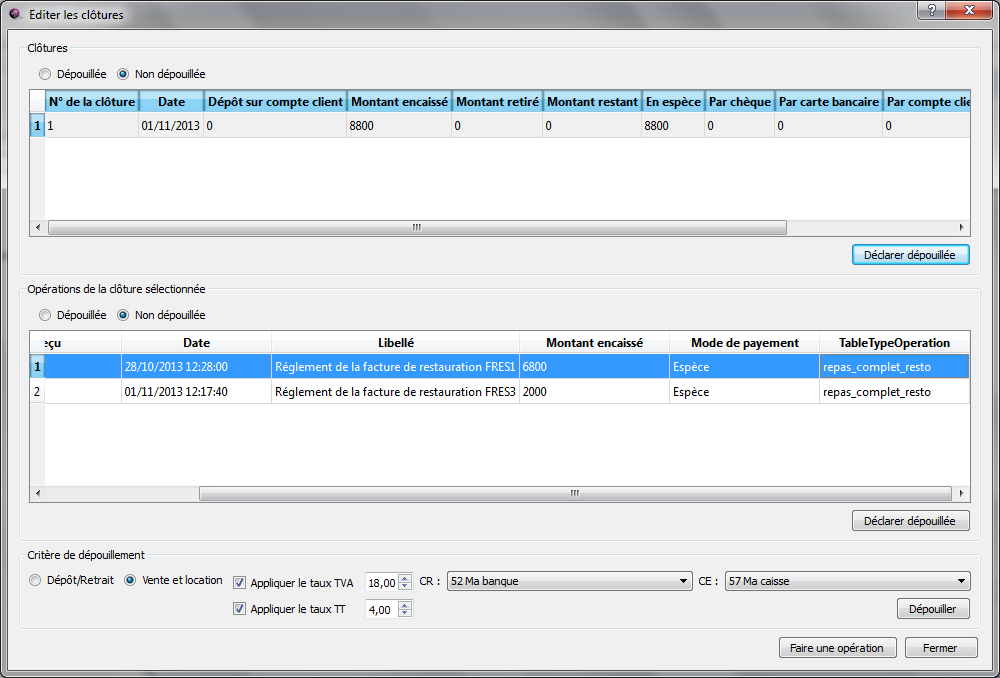 Editer les clôtures
Clôtures
Dépouillée Non dépouillée
N° de la clôture Date Dépôt sur compte client Montant encaissé Montant retiré Montant restant En espèce Par chèque Par carte bancaire Par compte clie
1 1 01/11/2013 0 8800 0 0 8800 0 0 0
Déclarer dépouillée
Opérations de la clôture sélectionnée
Dépouillée Non dépouillée
eçu Date Libellé Montant encaissé Mode de payement TableTypeOperation
1 28/10/2013 12:28:00 Réglement de la facture de restauration FRES1 6800 Espèce repas_complet_resto
2 01/11/2013 12:17:40 Réglement de la facture de restauration FRES3 2000 Espèce repas_complet_resto
Déclarer dépouillée
Critère de dépouillement
Dépôt/Retrait Vente et location Appliquer le taux TVA 18,00 CR : 52 Ma banque CE : 57 Ma caisse
Appliquer le taux TT 4,00 Dépouiller
Faire une opération Fermer